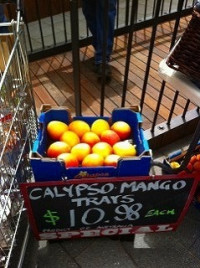 CALYPSO MANGO
TRAYS
$10.98 EACH